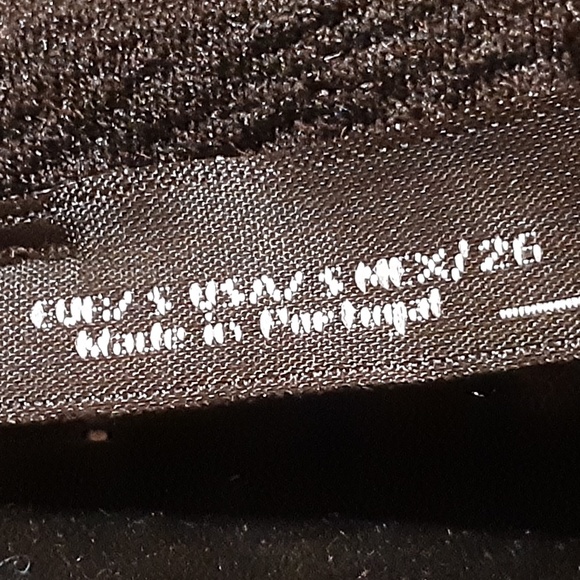 EUR/ S USA/ S MEX/ 26
Made in Portugal